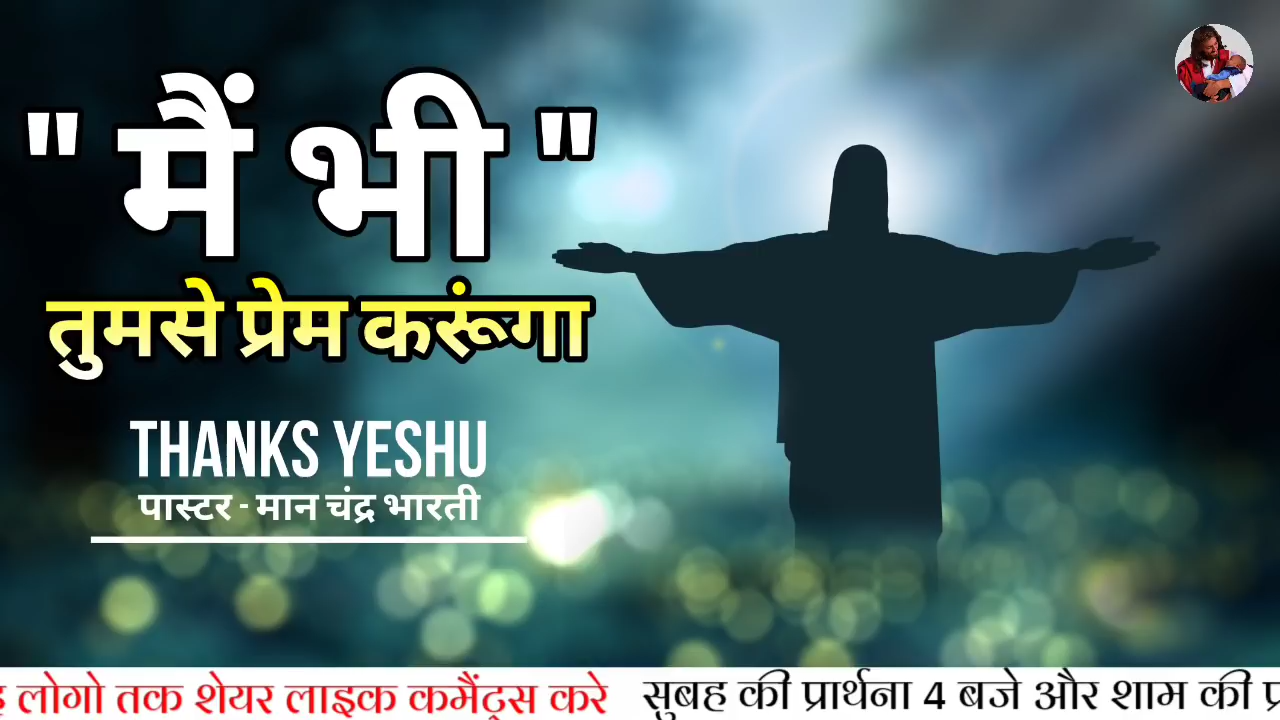 " मैं भी "
तुमसे प्रेम करूंगा
THANKS YESHU
पास्टर - मान चंद्र भारती
लोगो तक शेयर लाइक कमैंट्स करे सुबह की प्रार्थना 4 बजे और शाम की